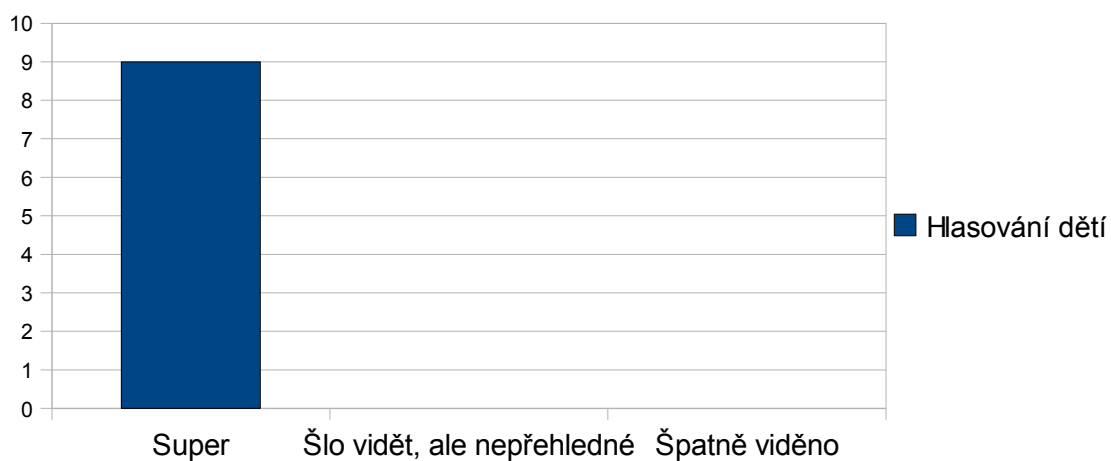 10
9
8
7
6
5
4
3
2
1
0
Super
Šlo vidět, ale nepřehledné
Špatně viděno
Hlasování dětí